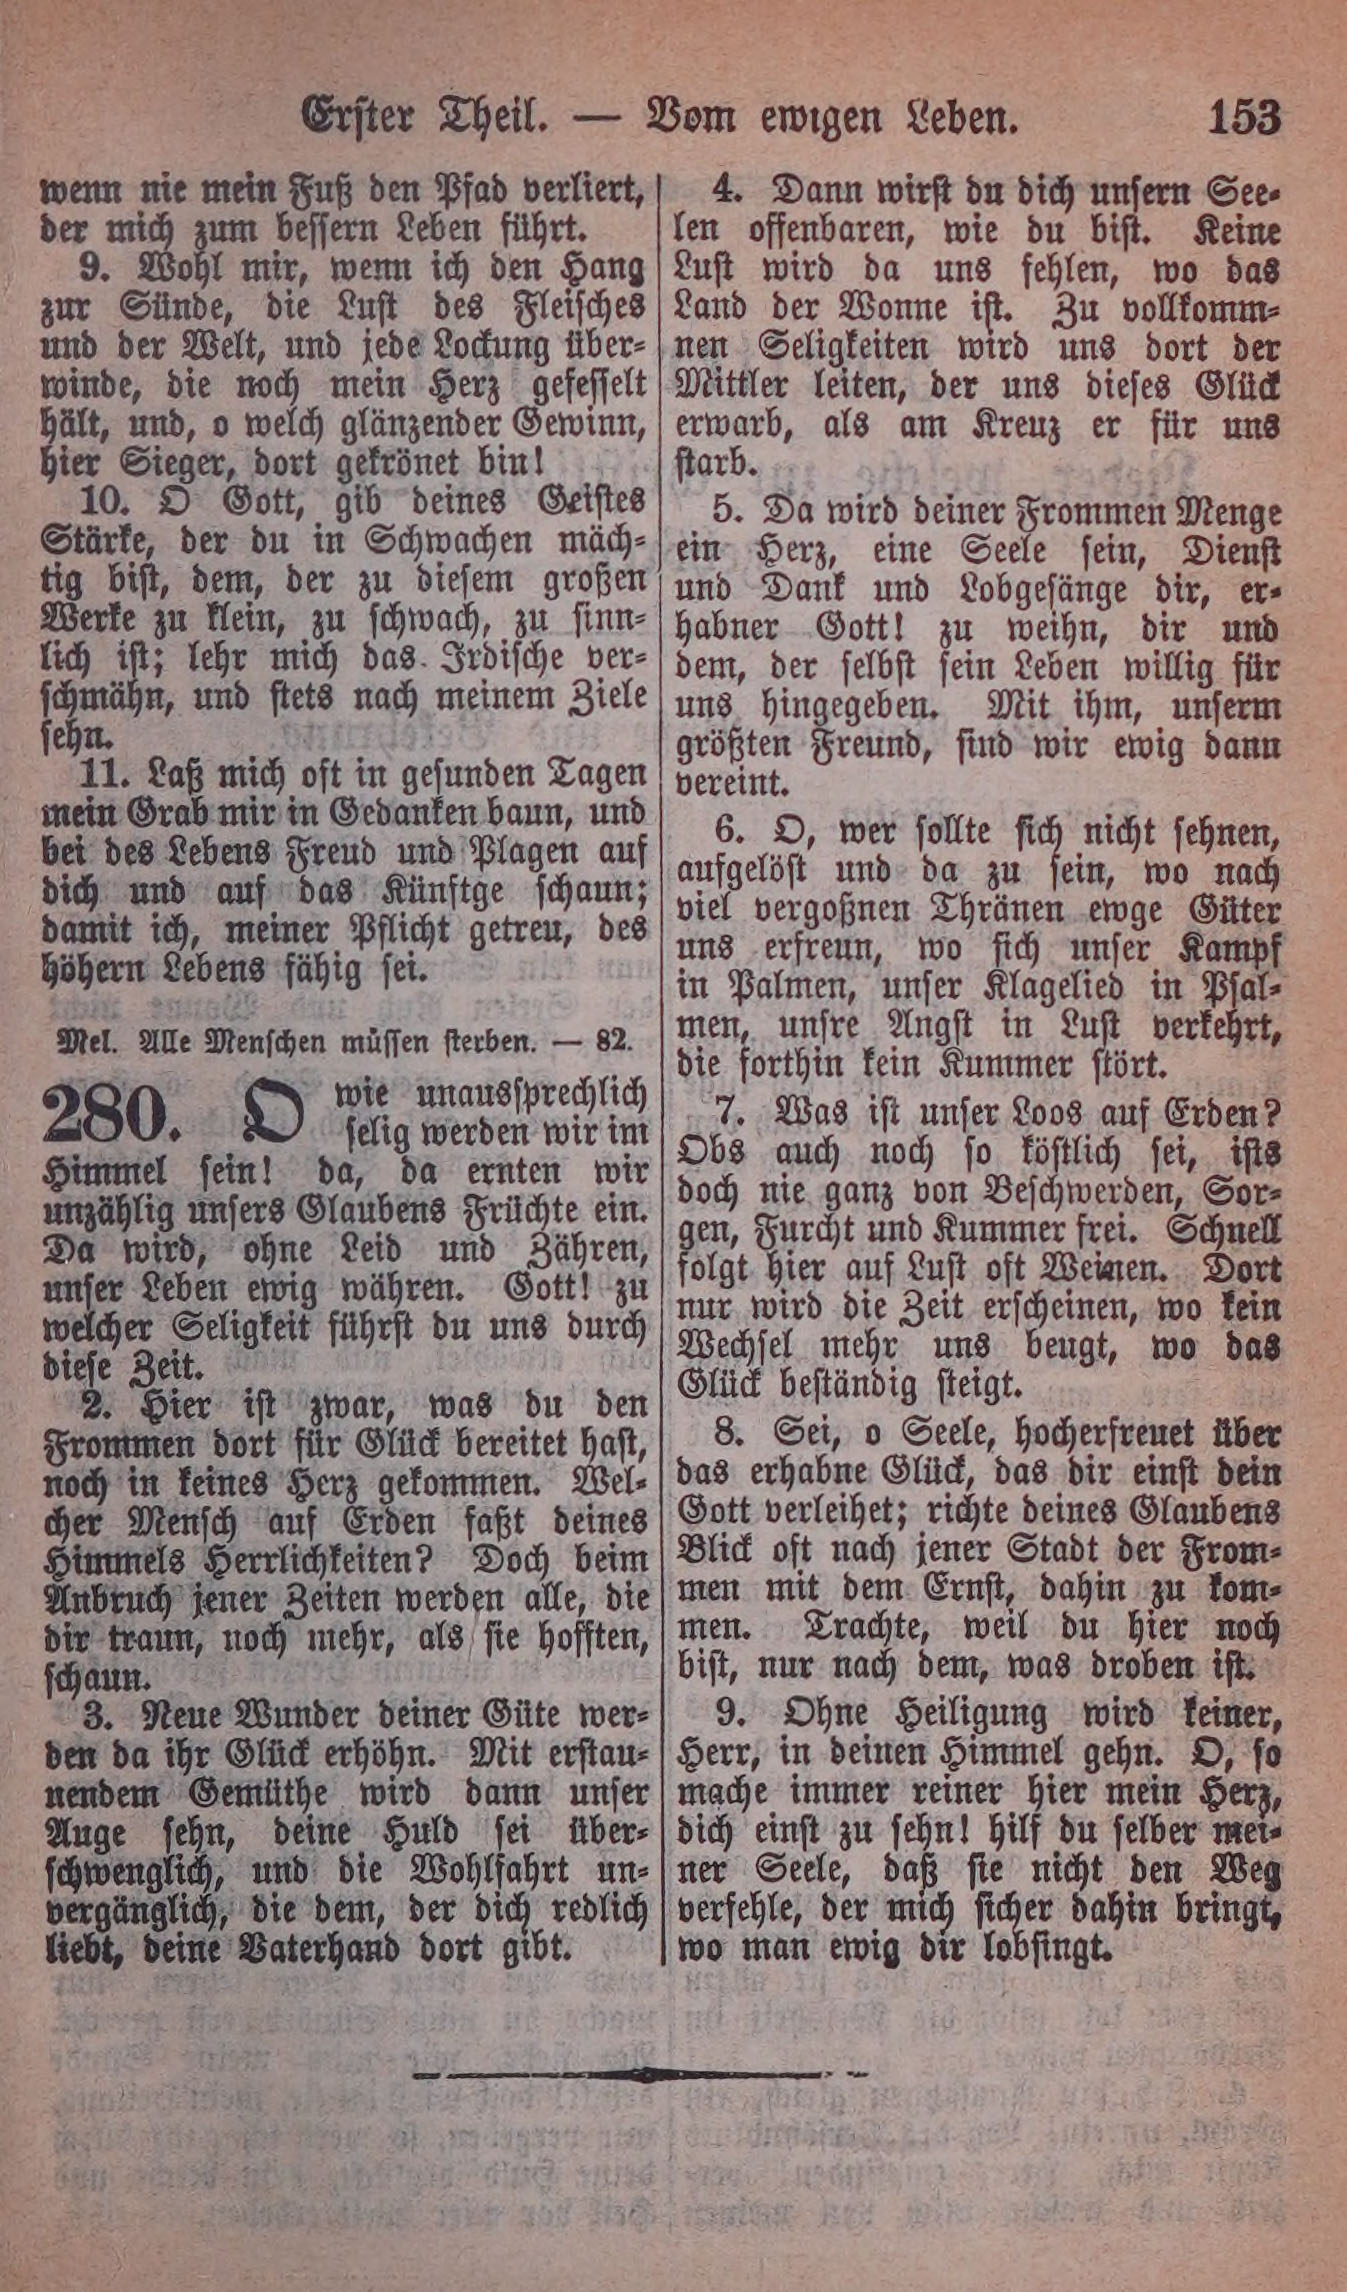 Erster Theil. — Vom ewigen Leben. 153
wenn nie mein Fuß den Pfad verliert,
der mich zum bessern Leben führt.
9. Wohl mir, wenn ich den Hang
zur Sünde, die Lust des Fleisches
und der Welt, und jede Lockung über-
winde, die noch mein Herz gefesselt
hält, und, o welch glänzender Gewinn,
hier Sieger, dort gekrönet bin!
10. O Gott, gib deines Geistes
Stärke, der du in Schwachen mäch-
tig bist, dem, der zu diesem großen
Werke zu klein, zu schwach, zu sinn-
lich ist; lehr mich das Irdische ver-
schmähn, und stets nach meinem Ziele
sehn.
11. Laß mich oft in gesunden Tagen
mein Grab mir in Gedanken baun, und
bei des Lebens Freud und Plagen auf
dich und auf das Künftge schaun;
damit ich, meiner Pflicht getreu, des
höhern Lebens fähig sei.
Mel. Alle Menschen müssen sterben. — 82.
280. O wie unaussprechlich
selig werden wir im
Himmel sein! da, da ernten wir
unzählig unsers Glaubens Früchte ein.
Da wird, ohne Leid und Zähren,
unser Leben ewig währen. Gott! zu
welcher Seligkeit führst du uns durch
diese Zeit.
2. Hier ist zwar, was du den
Frommen dort für Glück bereitet hast,
noch in keines Herz gekommen. Wel-
cher Mensch auf Erden faßt deines
Himmels Herrlichkeiten? Doch beim
Anbruch jener Zeiten werden alle, die
dir traun, noch mehr, als sie hofften,
schaun.
3. Neue Wunder deiner Güte wer-
den da ihr Glück erhöhn. Mit erstau-
nendem Gemüthe wird dann unser
Auge sehn, deine Huld sei über-
schwenglich, und die Wohlfahrt un-
vergänglich, die dem, der dich redlich
liebt, deine Vaterhand dort gibt.
4. Dann wirst du dich unsern See-
len offenbaren, wie du bist. Keine
Lust wird da uns fehlen, wo das
Land der Wonne ist. Zu vollkomm-
nen Seligkeiten wird uns dort der
Mittler leiten, der uns dieses Glück
erwarb, als am Kreuz er für uns
starb.
5. Da wird deiner Frommen Menge
ein Herz, eine Seele sein, Dienst
und Dank und Lobgesänge dir, er-
habner Gott! zu weihn, dir und
dem, der selbst sein Leben willig für
uns hingegeben. Mit ihm, unserm
größten Freund, sind wir ewig dann
vereint.
6. O, wer sollte sich nicht sehnen,
aufgelöst und da zu sein, wo nach
viel vergoßnen Thränen ewge Güter
uns erfreun, wo sich unser Kampf
in Palmen, unser Klagelied in Psal-
men, unsre Angst in Lust verkehrt,
die forthin kein Kummer stört.
7. Was ist unser Loos auf Erden?
Obs auch noch so köstlich sei, ists
doch nie ganz von Beschwerden, Sor-
gen, Furcht und Kummer frei. Schnell
folgt hier auf Lust oft Weinen. Dort
nur wird die Zeit erscheinen, wo kein
Wechsel mehr uns beugt, wo das
Glück beständig steigt.
8. Sei, o Seele, hocherfreuet über
das erhabne Glück, das dir einst dein
Gott verleihet; richte deines Glaubens
Blick oft nach jener Stadt der From-
men mit dem Ernst, dahin zu kom-
men. Trachte, weil du hier noch
bist, nur nach dem, was droben ist.
9. Ohne Heiligung wird keiner,
Herr, in deinen Himmel gehn. O, so
mache immer reiner hier mein Herz,
dich einst zu sehn! hilf du selber mei-
ner Seele, daß sie nicht den Weg
verfehle, der mich sicher dahin bringt,
wo man ewig dir lobsingt.